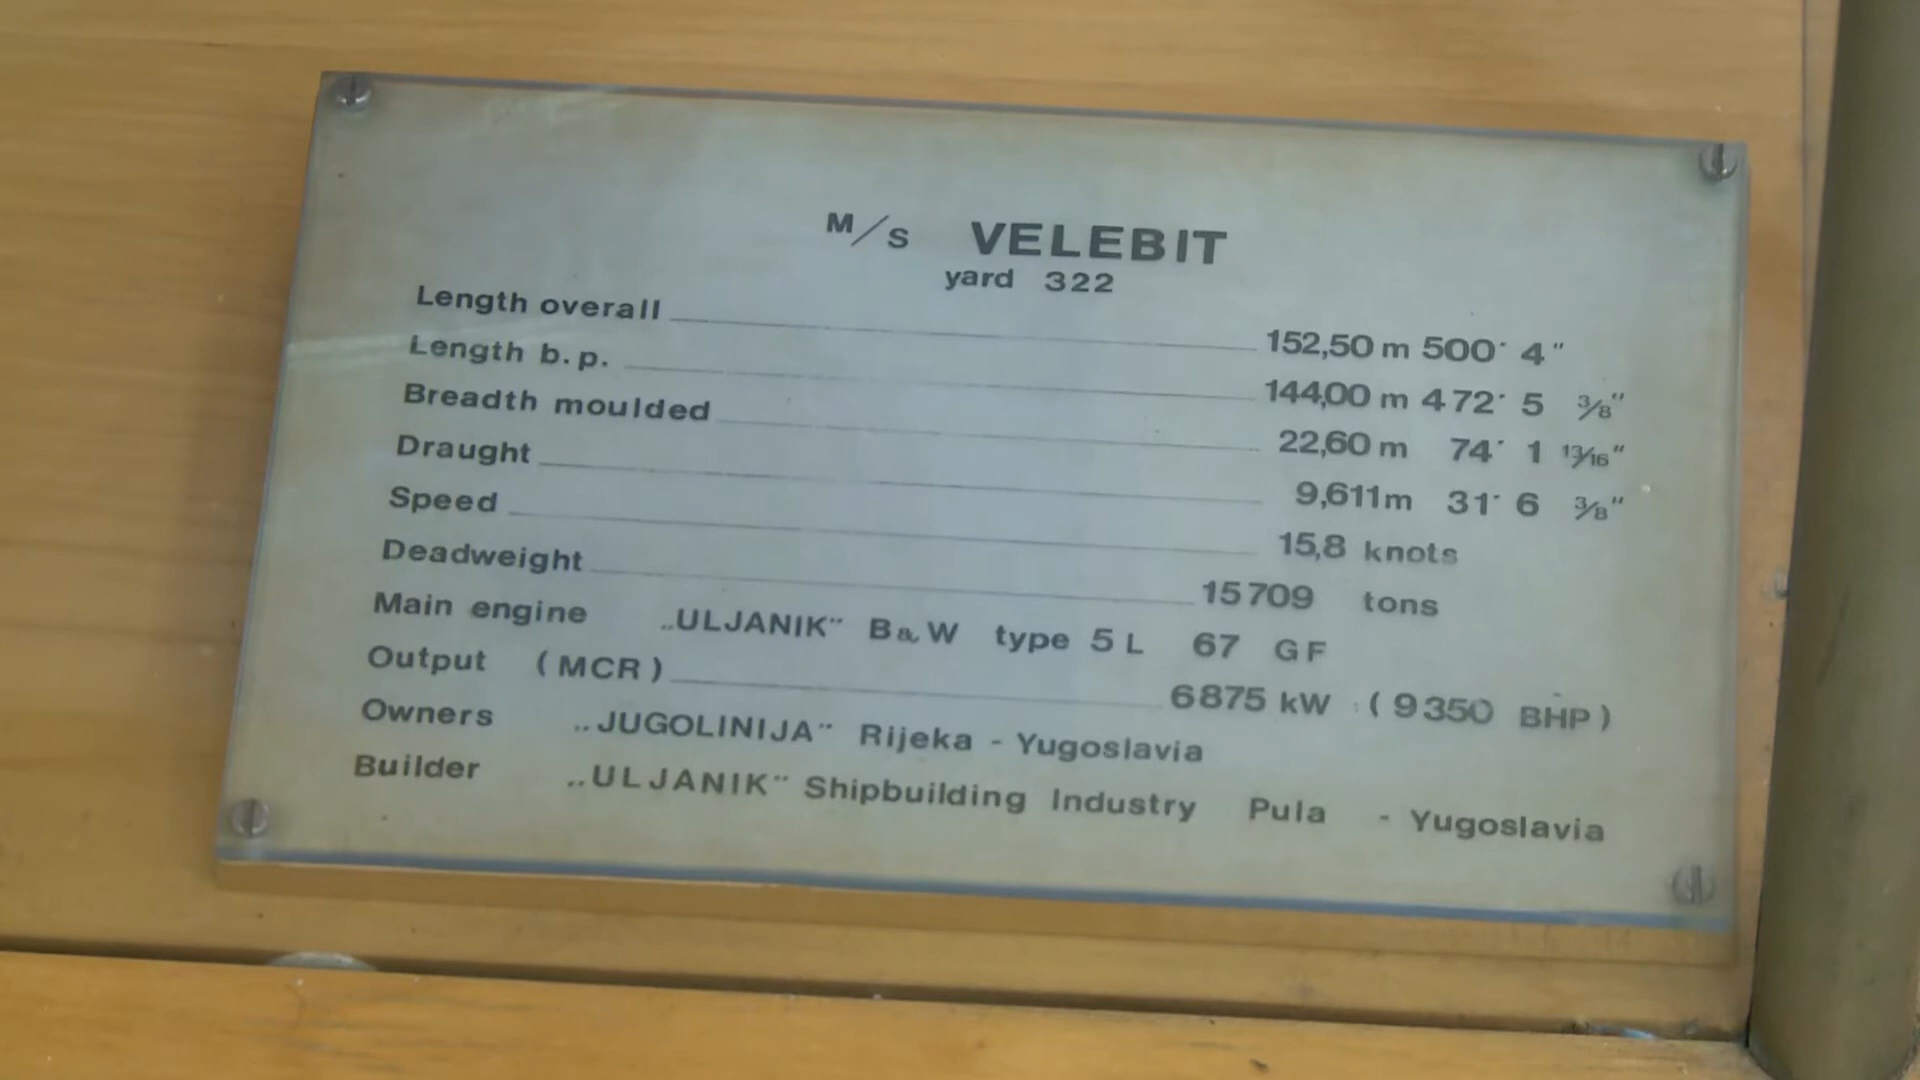 M/S VELEBIT
yard 322
Length overall 152,50 m 500' 4"
Length b.p. 144,00 m 472' 5 3/8"
Breadth moulded 22,60 m 74' 1 13/16"
Draught 9,611m 31' 6 3/8"
Speed 15,8 knots
Deadweight 15709 tons
Main engine „ULJANIK" B&W type 5L 67 GF
Output (MCR) 6875 kW (9350 BHP)
Owners „JUGOLINIJA" Rijeka - Yugoslavia
Builder „ULJANIK" Shipbuilding Industry Pula - Yugoslavia